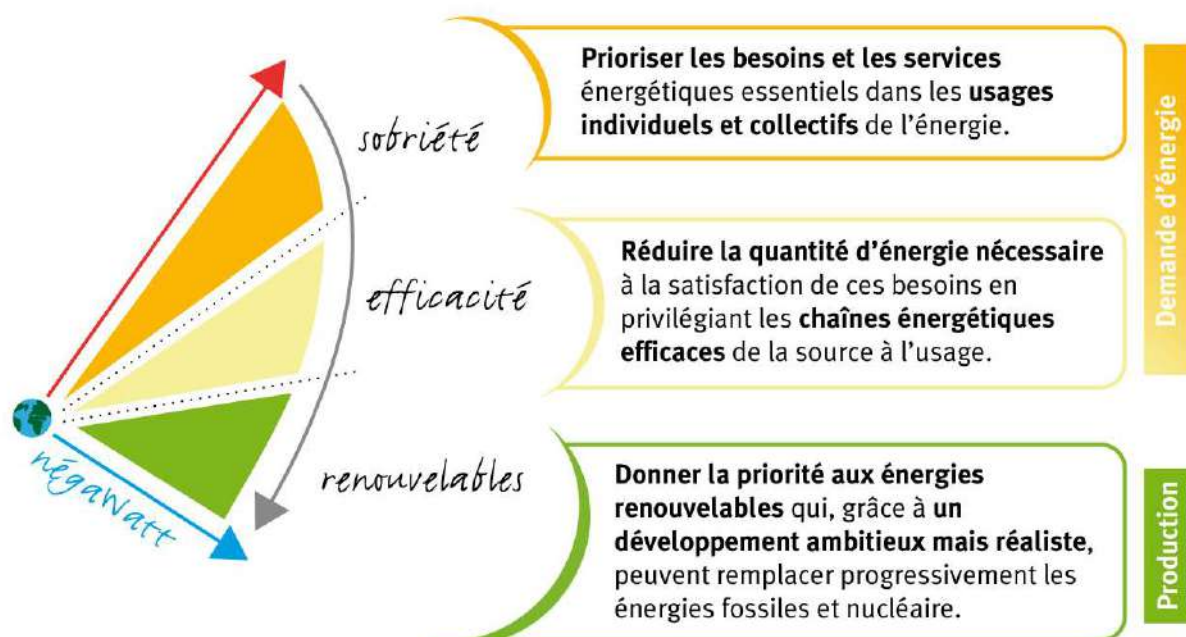 sobriété
Prioriser les besoins et les services
énergétiques essentiels dans les usages
individuels et collectifs de l'énergie.
efficacité
Réduire la quantité d'énergie nécessaire
à la satisfaction de ces besoins en
privilégiant les chaînes énergétiques
efficaces de la source à l'usage.
Demande d'énergie
négaWatt
renouvelables
Donner la priorité aux énergies
renouvelables qui, grâce à un
développement ambitieux mais réaliste,
peuvent remplacer progressivement les
énergies fossiles et nucléaire.
Production